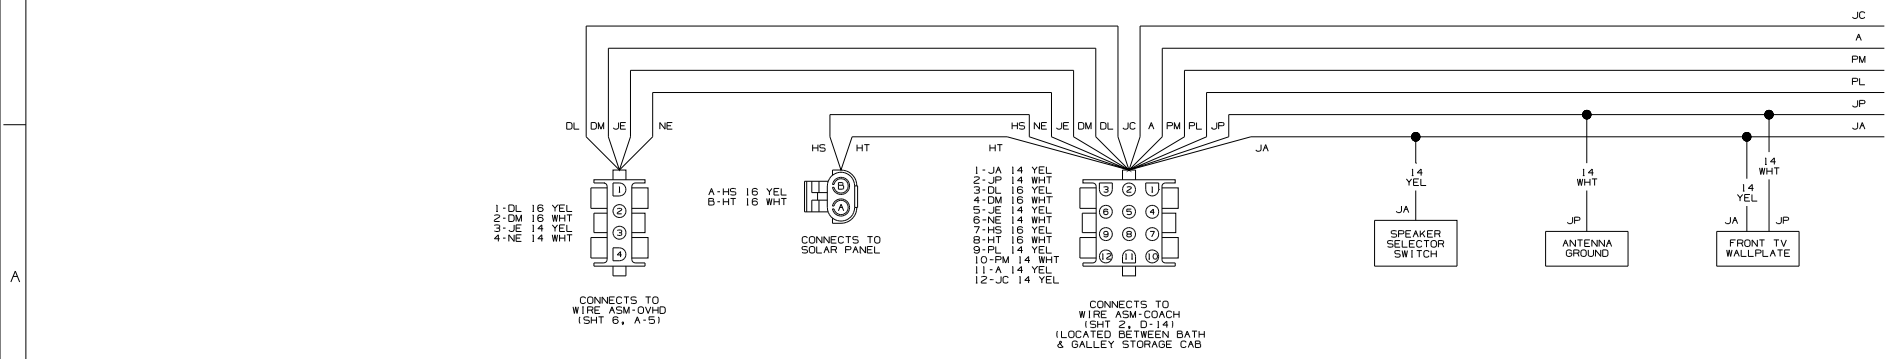 JC
A
PM
PL
JP
JA
DL DM JE NE
HS HT
HS NE JE DM DL JC A PM PL JP
HT
JA
1-DL 16 YEL
2-DM 16 WHT
3-JE 14 YEL
4-NE 14 WHT
1
2
3
4
CONNECTS TO
WIRE ASM-OVHD
(SHT 6, A-5)
A-HS 16 YEL
B-HT 16 WHT
B
A
CONNECTS TO
SOLAR PANEL
1-JA 14 YEL
2-JP 14 WHT
3-DL 16 YEL
4-DM 16 WHT
5-JE 14 YEL
6-NE 14 WHT
7-HS 16 YEL
8-HT 16 WHT
9-PL 14 YEL
10-PM 14 WHT
11-A 14 YEL
12-JC 14 YEL
3 2 1
6 5 4
9 8 7
12 11 10
CONNECTS TO
WIRE ASM-COACH
(SHT 2, D-14)
(LOCATED BETWEEN BATH
& GALLEY STORAGE CAB
14
YEL
JA
SPEAKER
SELECTOR
SWITCH
14
WHT
JP
ANTENNA
GROUND
14
WHT
14
YEL
JA JP
FRONT TV
WALLPLATE
A